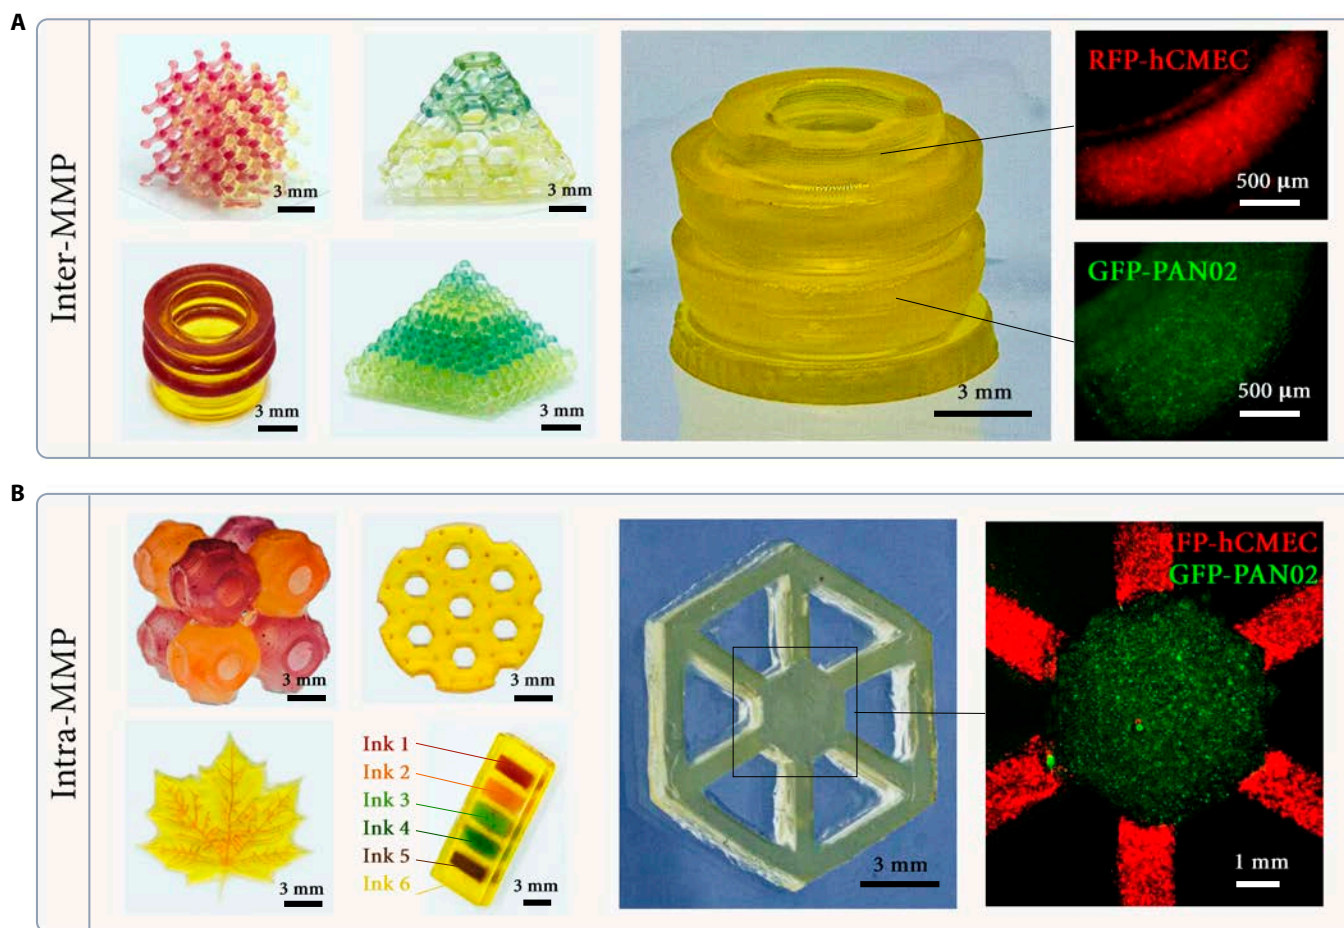 A
Inter-MMP
3 mm
3 mm
3 mm
3 mm
3 mm
RFP-hCMEC
500 μm
GFP-PAN02
500 μm
B
Intra-MMP
3 mm
3 mm
3 mm
Ink 1
Ink 2
Ink 3
Ink 4
Ink 5
Ink 6
3 mm
3 mm
RFP-hCMEC
GFP-PAN02
1 mm